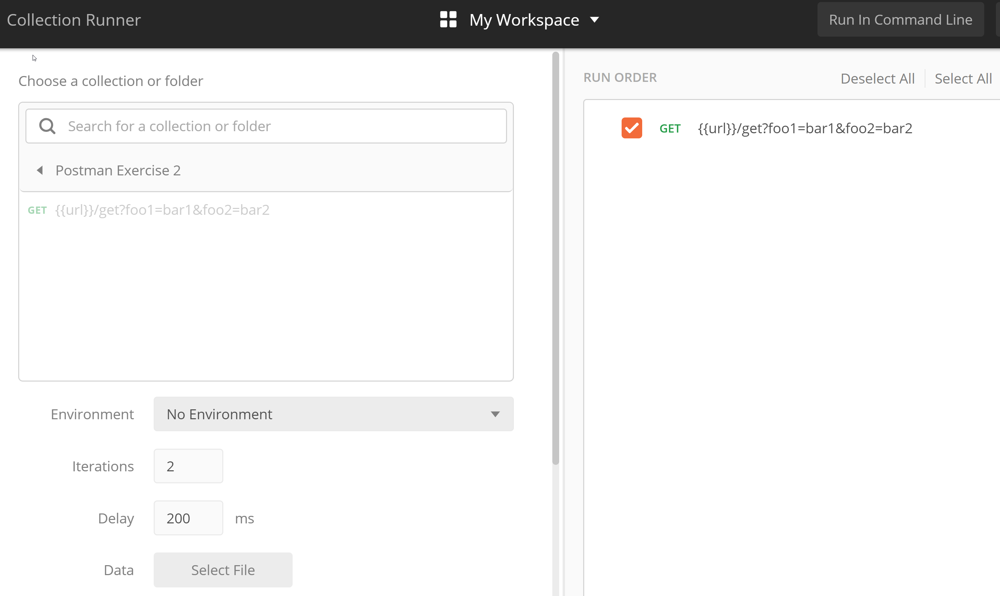 Collection Runner
My Workspace
Run In Command Line
Choose a collection or folder
Search for a collection or folder
Postman Exercise 2
GET {{url}}/get?foo1=bar1&foo2=bar2
Environment No Environment
Iterations 2
Delay 200 ms
Data Select File
RUN ORDER
Deselect All Select All
GET {{url}}/get?foo1=bar1&foo2=bar2